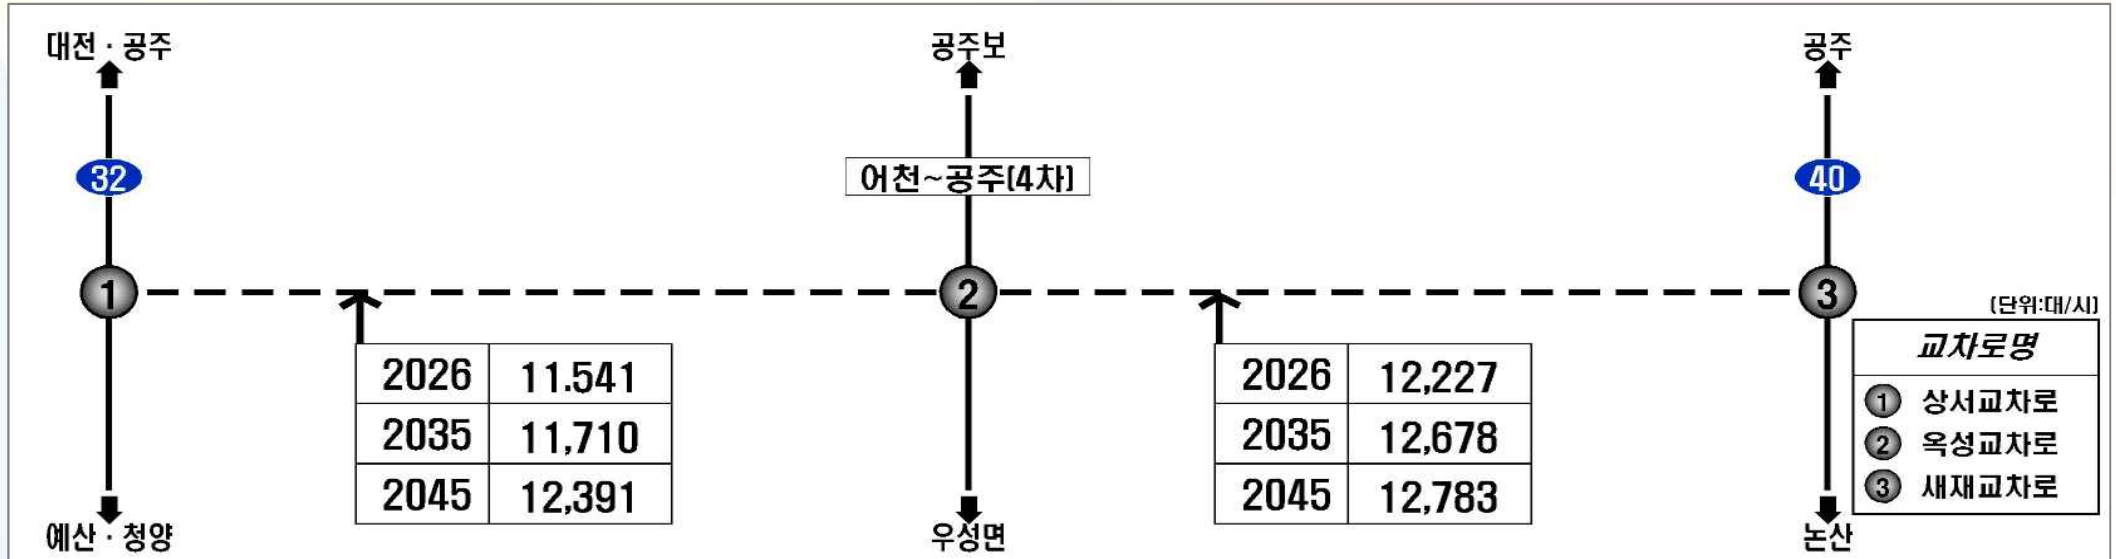 대전 · 공주
공주보
공주
32
어천~공주(4차)
40
1
2
3
(단위:대/시)
2026 11.541
2035 11,710
2045 12,391
2026 12,227
2035 12,678
2045 12,783
교차로명
1 상서교차로
2 옥성교차로
3 새재교차로
예산 · 청양
우성면
논산